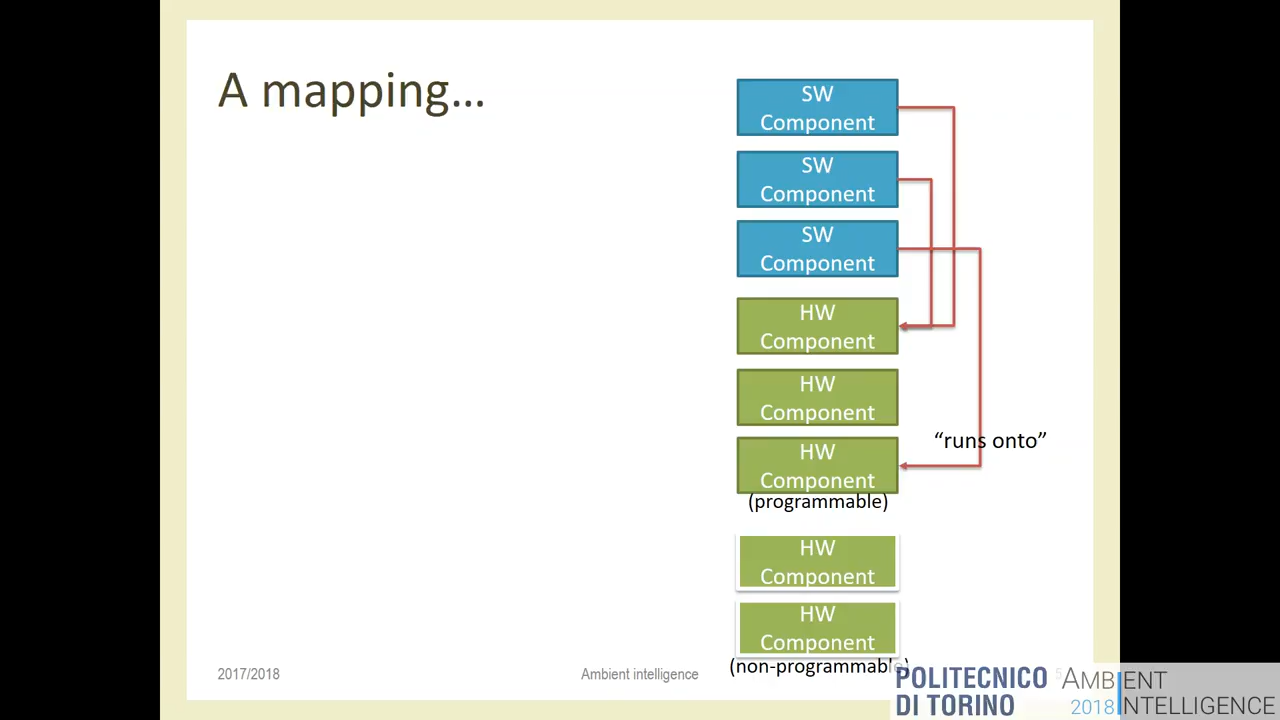 A mapping...
SW
Component
SW
Component
SW
Component
HW
Component
HW
Component
“runs onto”
HW
Component
(programmable)
HW
Component
HW
Component
(non-programmable)
2017/2018
Ambient intelligence
5
POLITECNICO
DI TORINO
AMBIENT
2018 INTELLIGENCE